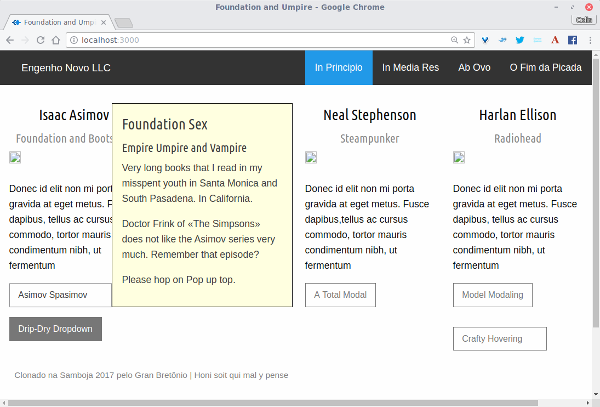 Foundation and Umpire - Google Chrome
Foundation and Umpi
Celia
localhost:3000
Engenho Novo LLC
In Principio
In Media Res
Ab Ovo
O Fim da Picada
Isaac Asimov
Foundation and Boots
Donec id elit non mi porta
gravida at eget metus. F
dapibus, tellus ac cursus
commodo, tortor mauris
condimentum nibh, ut
fermentum
Asimov Spasimov
Drip-Dry Dropdown
Foundation Sex
Empire Umpire and Vampire
Very long books that I read in my
misspent youth in Santa Monica and
South Pasadena. In California.
Doctor Frink of «The Simpsons»
does not like the Asimov series very
much. Remember that episode?
Please hop on Pop up top.
Neal Stephenson
Steampunker
Donec id elit non mi porta
gravida at eget metus. Fusce
dapibus,tellus ac cursus
commodo, tortor mauris
condimentum nibh, ut
fermentum
A Total Modal
Harlan Ellison
Radiohead
Donec id elit non mi porta
gravida at eget metus. Fusce
dapibus, tellus ac cursus
commodo, tortor mauris
condimentum nibh, ut
fermentum
Model Modaling
Crafty Hovering
Clonado na Samboja 2017 pelo Gran Bretônio | Honi soit qui mal y pense